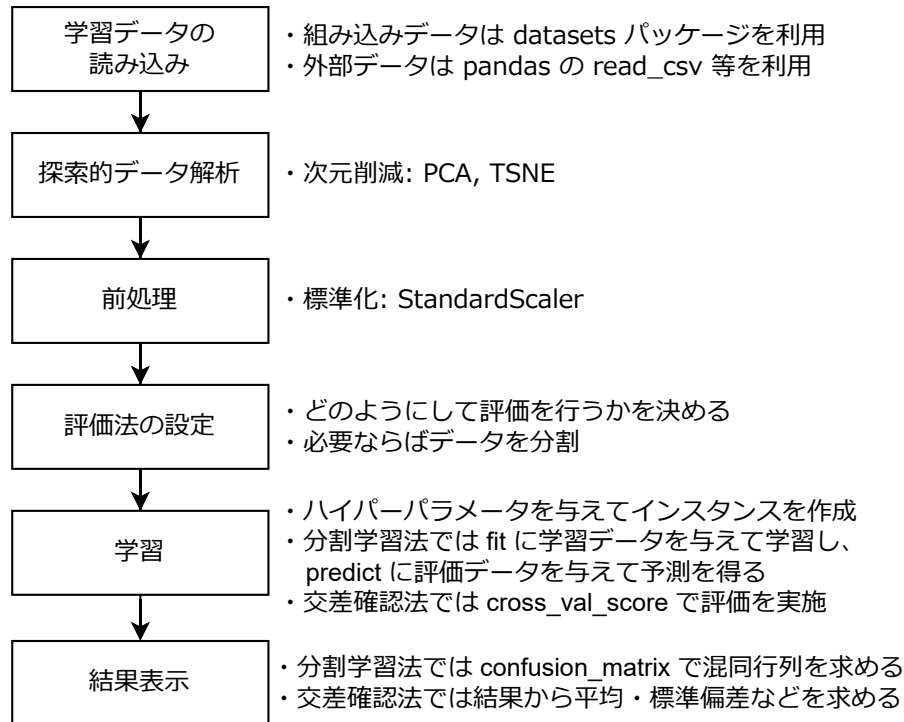 学習データの
読み込み
・組み込みデータは datasets パッケージを利用
・外部データは pandas の read_csv 等を利用
探索的データ解析
・次元削減: PCA, TSNE
前処理
・標準化: StandardScaler
評価法の設定
・どのようにして評価を行うかを決める
・必要ならばデータを分割
学習
・ハイパーパラメータを与えてインスタンスを作成
・分割学習法では fit に学習データを与えて学習し、
predict に評価データを与えて予測を得る
・交差確認法では cross_val_score で評価を実施
結果表示
・分割学習法では confusion_matrix で混同行列を求める
・交差確認法では結果から平均・標準偏差などを求める